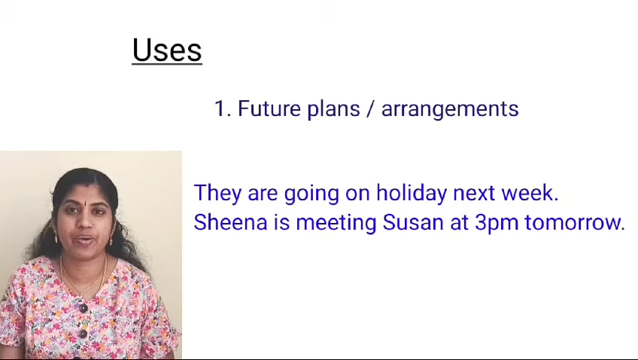 Uses
1. Future plans / arrangements
They are going on holiday next week.
Sheena is meeting Susan at 3pm tomorrow.